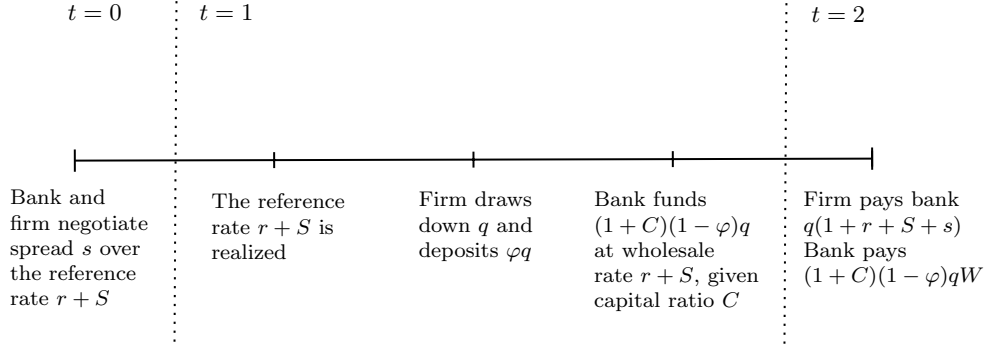 t = 0
t = 1
t = 2
Bank and
firm negotiate
spread s over
the reference
rate r + S
The reference
rate r + S is
realized
Firm draws
down q and
deposits φq
Bank funds
(1 + C)(1 − φ)q
at wholesale
rate r + S, given
capital ratio C
Firm pays bank
q(1 + r + S + s)
Bank pays
(1 + C)(1 − φ)qW